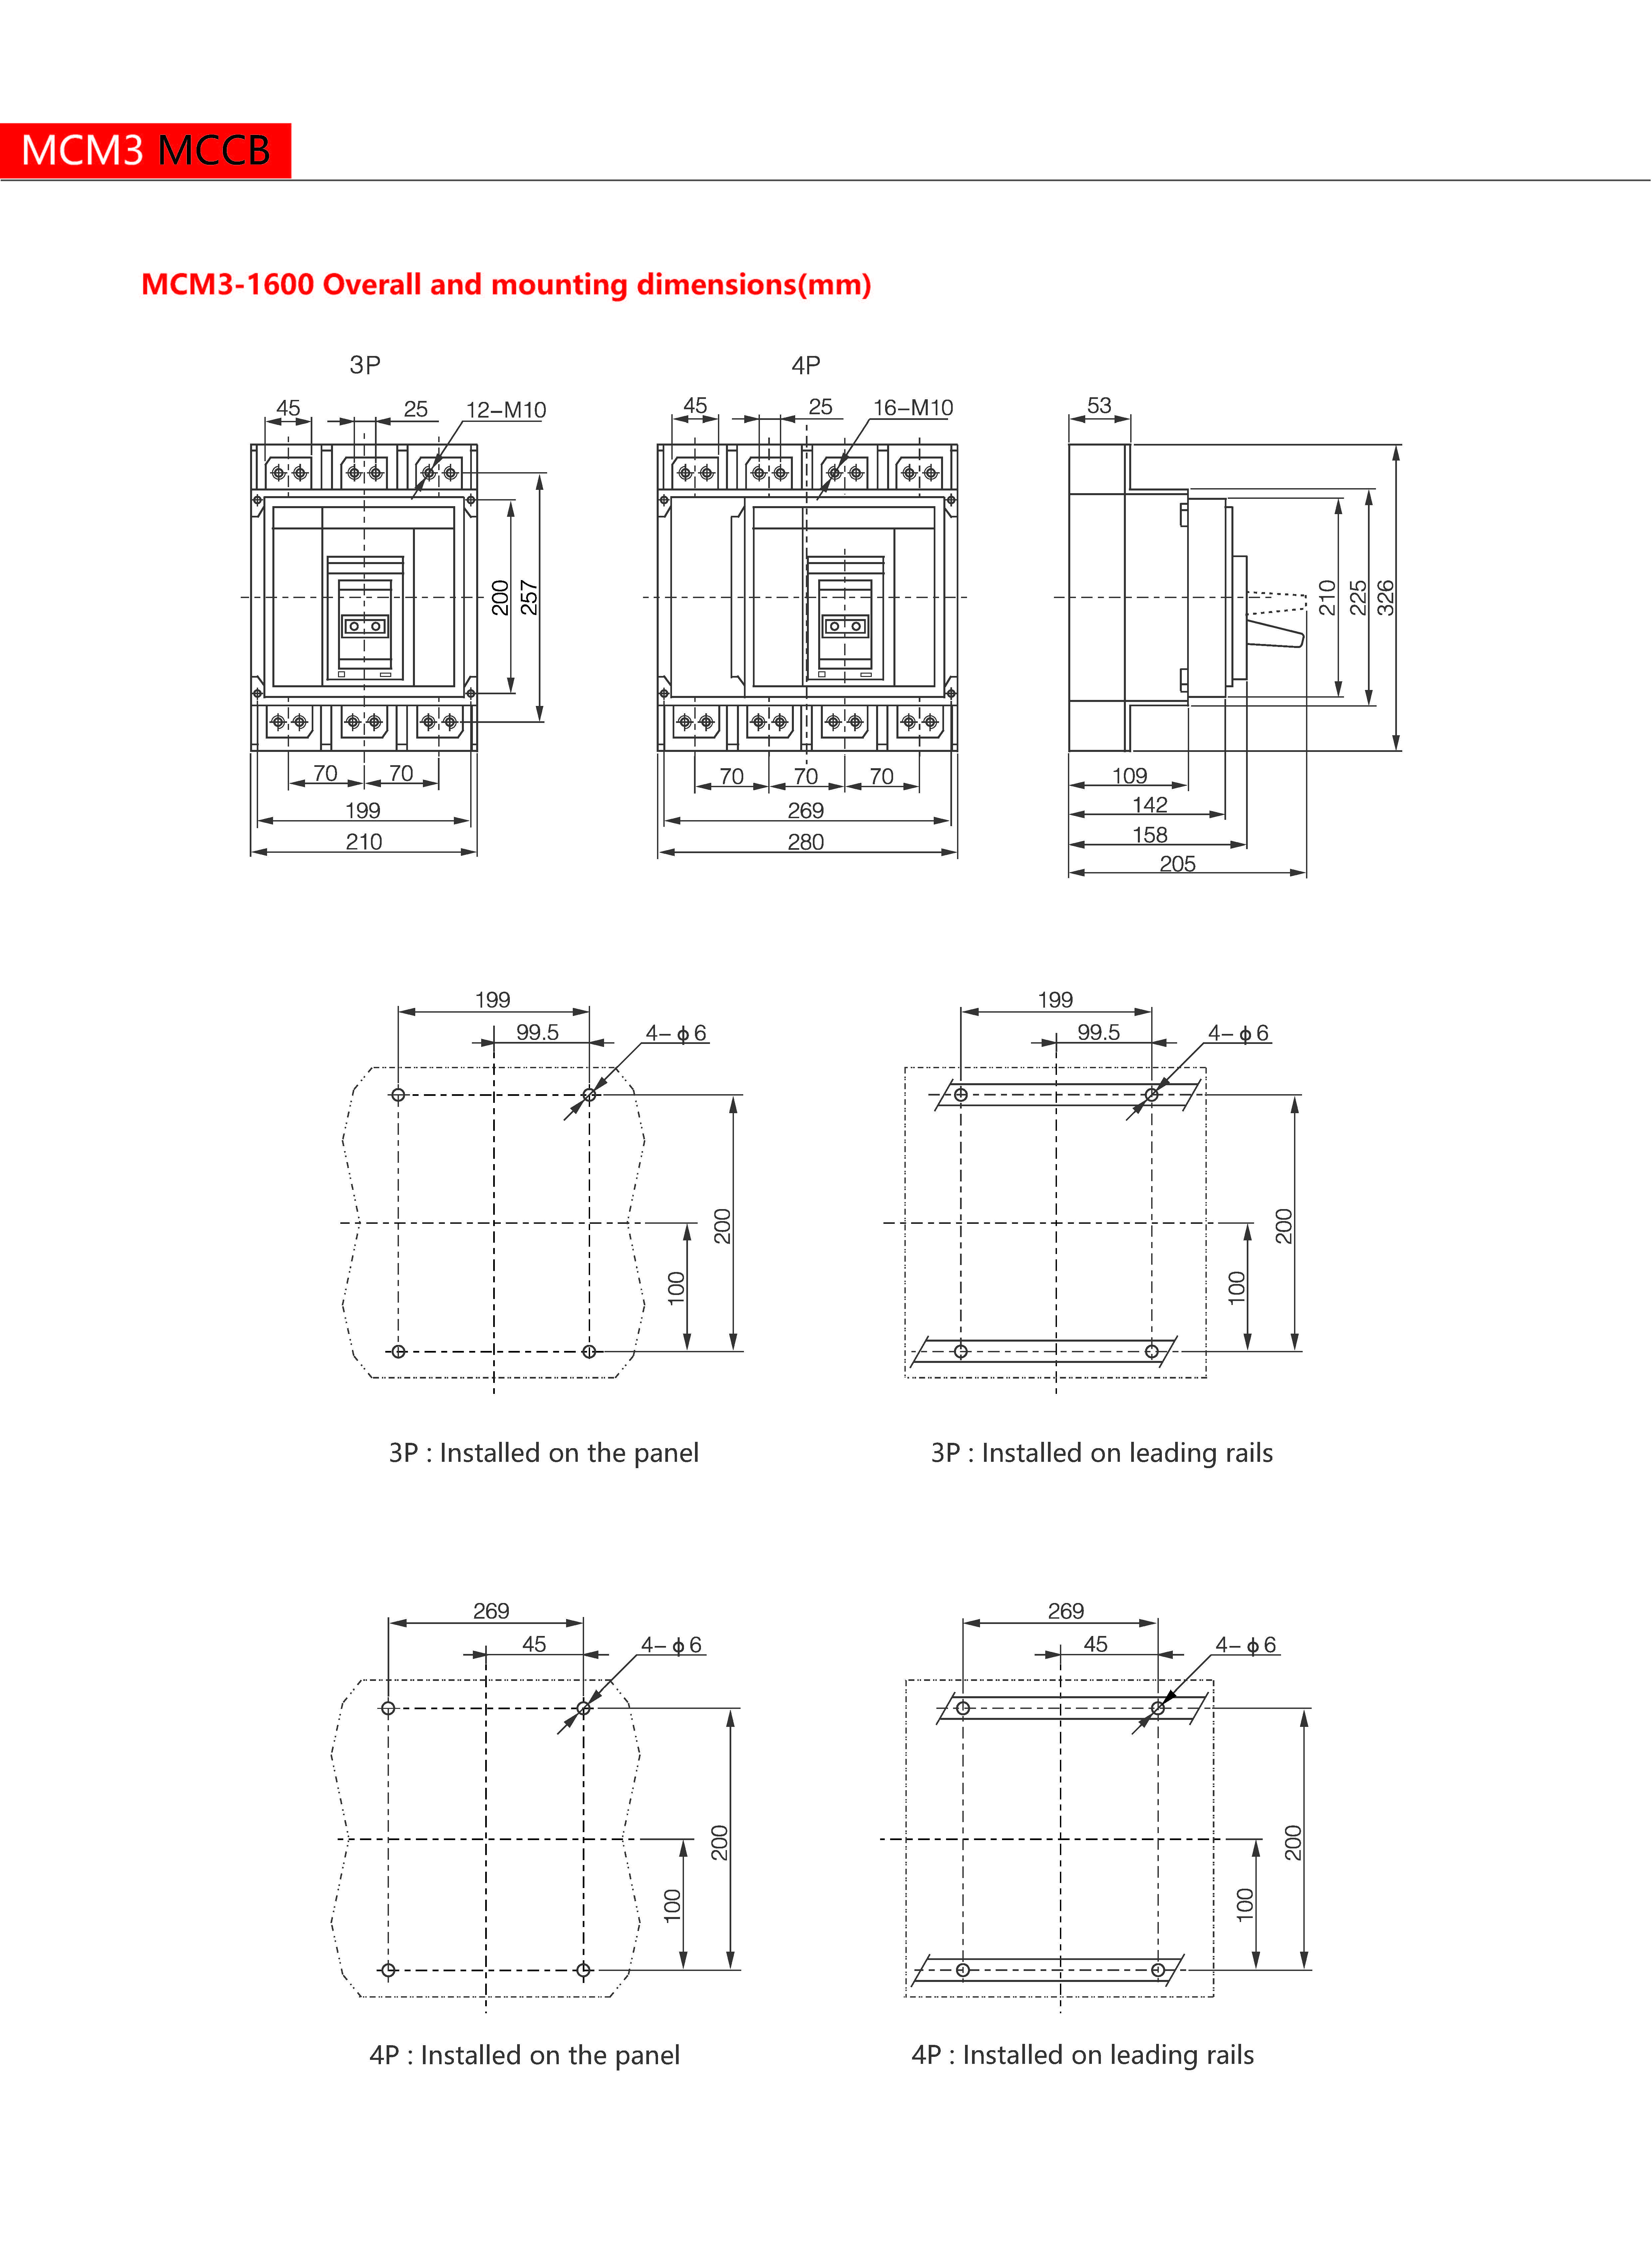 MCM3 MCCB
MCM3-1600 Overall and mounting dimensions(mm)
3P
4P
45
25
12-M10
45
25
16-M10
53
200
257
210
225
326
70
70
70
70
70
109
199
269
142
210
280
158
205
199
99.5
4-ϕ6
199
99.5
4-ϕ6
200
100
200
100
3P : Installed on the panel
3P : Installed on leading rails
269
45
4-ϕ6
269
45
4-ϕ6
200
100
200
100
4P : Installed on the panel
4P : Installed on leading rails